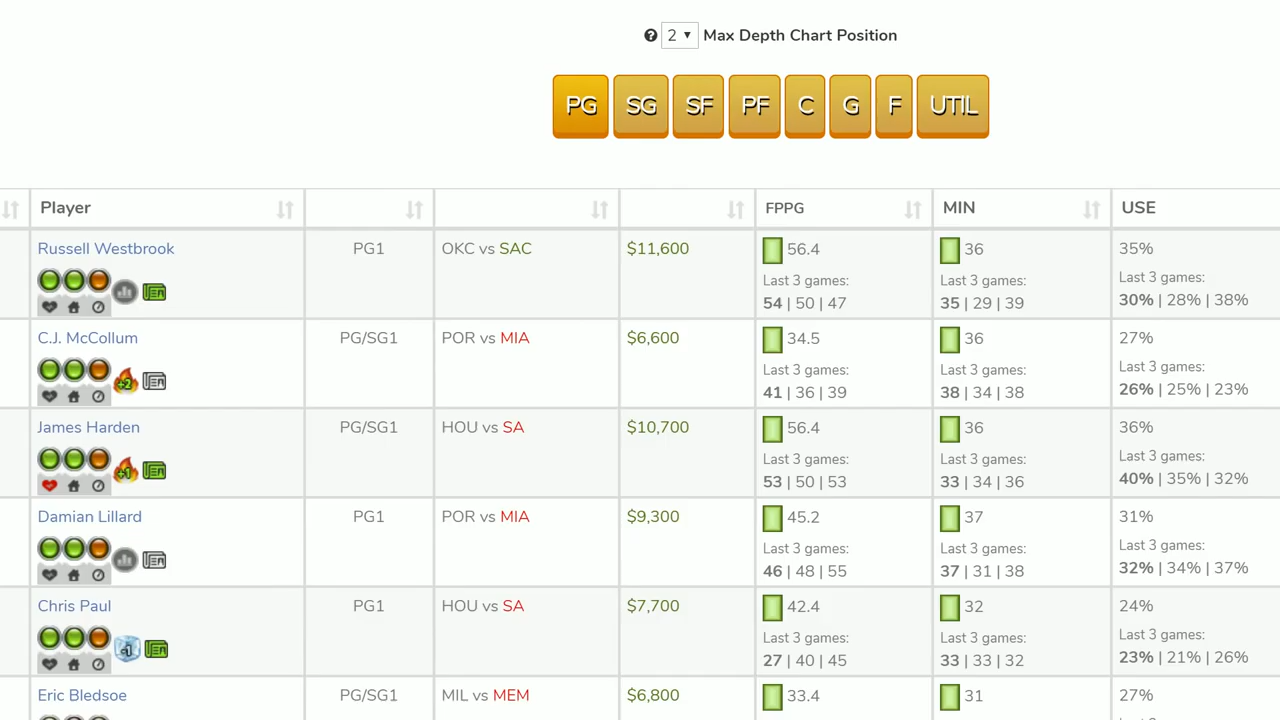 2 Max Depth Chart Position
PG SG SF PF C G F UTIL
Player FPPG MIN USE
Russell Westbrook PG1 OKC vs SAC $11,600 56.4 36 35%
Last 3 games: Last 3 games: Last 3 games:
54 | 50 | 47 35 | 29 | 39 30% | 28% | 38%
C.J. McCollum PG/SG1 POR vs MIA $6,600 34.5 36 27%
+2
Last 3 games: Last 3 games: Last 3 games:
41 | 36 | 39 38 | 34 | 38 26% | 25% | 23%
James Harden PG/SG1 HOU vs SA $10,700 56.4 36 36%
+1
Last 3 games: Last 3 games: Last 3 games:
53 | 50 | 53 33 | 34 | 36 40% | 35% | 32%
Damian Lillard PG1 POR vs MIA $9,300 45.2 37 31%
Last 3 games: Last 3 games: Last 3 games:
46 | 48 | 55 37 | 31 | 38 32% | 34% | 37%
Chris Paul PG1 HOU vs SA $7,700 42.4 32 24%
-1
Last 3 games: Last 3 games: Last 3 games:
27 | 40 | 45 33 | 33 | 32 23% | 21% | 26%
Eric Bledsoe PG/SG1 MIL vs MEM $6,800 33.4 31 27%